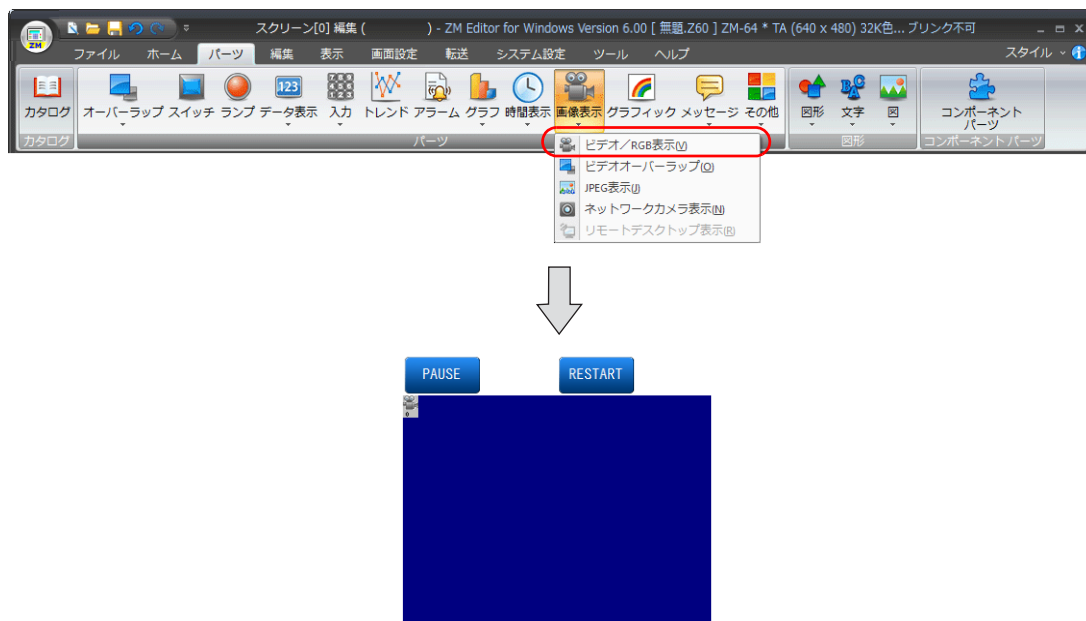 スクリーン[0] 編集 (                ) - ZM Editor for Windows Version 6.00 [ 無題.Z60 ] ZM-64 * TA (640 x 480) 32K色... ブリンク不可
ZM
ファイル ホーム パーツ 編集 表示 画面設定 転送 システム設定 ツール ヘルプ スタイル
123
カタログ オーバーラップ スイッチ ランプ データ表示 入力 トレンド アラーム グラフ 時間表示 画像表示 グラフィック メッセージ その他 図形 文字 図 コンポーネント
パーツ
カタログ パーツ 図形 コンポーネント パーツ
ビデオ／RGB表示(V)
ビデオオーバーラップ(O)
JPEG表示(J)
ネットワークカメラ表示(N)
リモートデスクトップ表示(R)
PAUSE RESTART
0